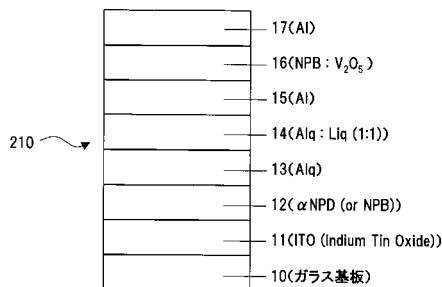 17(Al)
16(NPB : V₂O₅)
15(Al)
14(Alq : Liq (1:1))
210
13(Alq)
12(αNPD (or NPB))
11(ITO (Indium Tin Oxide))
10(ガラス基板)